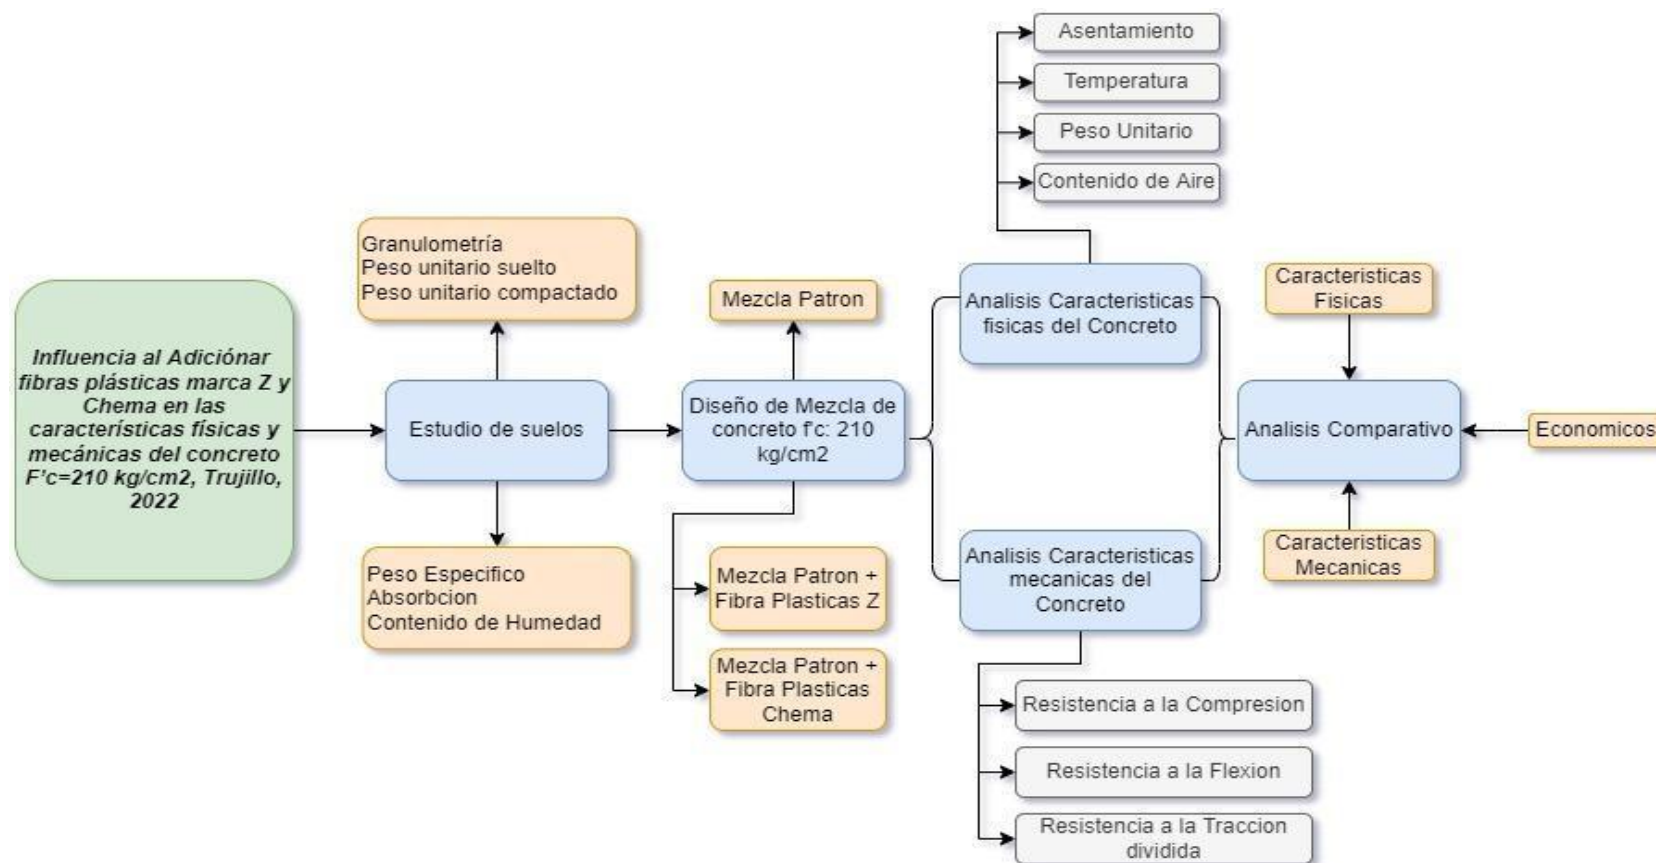 Influencia al Adiciónar
fibras plásticas marca Z y
Chema en las
características físicas y
mecánicas del concreto
F'c=210 kg/cm2, Trujillo,
2022
Granulometría
Peso unitario suelto
Peso unitario compactado
Estudio de suelos
Peso Especifico
Absorbcion
Contenido de Humedad
Mezcla Patron
Diseño de Mezcla de
concreto f'c: 210
kg/cm2
Mezcla Patron +
Fibra Plasticas Z
Mezcla Patron +
Fibra Plasticas
Chema
Asentamiento
Temperatura
Peso Unitario
Contenido de Aire
Analisis Caracteristicas
fisicas del Concreto
Analisis Caracteristicas
mecanicas del
Concreto
Resistencia a la Compresion
Resistencia a la Flexion
Resistencia a la Traccion
dividida
Caracteristicas
Fisicas
Analisis Comparativo
Economicos
Caracteristicas
Mecanicas